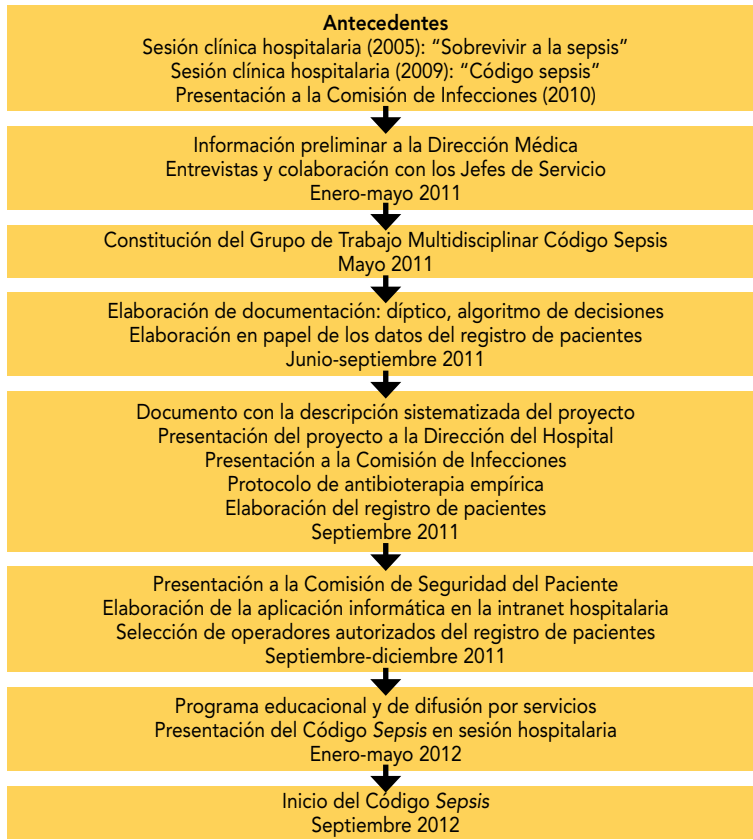 Antecedentes
Sesión clínica hospitalaria (2005): “Sobrevivir a la sepsis”
Sesión clínica hospitalaria (2009): “Código sepsis”
Presentación a la Comisión de Infecciones (2010)
Información preliminar a la Dirección Médica
Entrevistas y colaboración con los Jefes de Servicio
Enero-mayo 2011
Constitución del Grupo de Trabajo Multidisciplinar Código Sepsis
Mayo 2011
Elaboración de documentación: díptico, algoritmo de decisiones
Elaboración en papel de los datos del registro de pacientes
Junio-septiembre 2011
Documento con la descripción sistematizada del proyecto
Presentación del proyecto a la Dirección del Hospital
Presentación a la Comisión de Infecciones
Protocolo de antibioterapia empírica
Elaboración del registro de pacientes
Septiembre 2011
Presentación a la Comisión de Seguridad del Paciente
Elaboración de la aplicación informática en la intranet hospitalaria
Selección de operadores autorizados del registro de pacientes
Septiembre-diciembre 2011
Programa educacional y de difusión por servicios
Presentación del Código Sepsis en sesión hospitalaria
Enero-mayo 2012
Inicio del Código Sepsis
Septiembre 2012